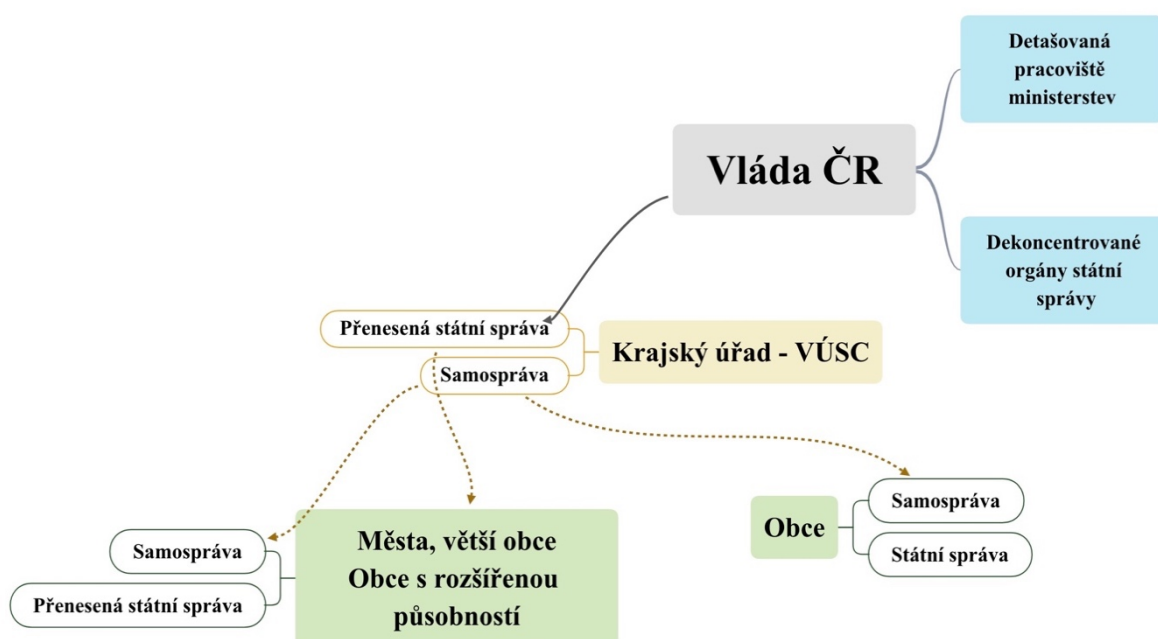 Detašovaná
pracoviště
ministerstev
Vláda ČR
Dekoncentrované
orgány státní
správy
Přenesená státní správa
Krajský úřad - VÚSC
Samospráva
Samospráva
Obce
Státní správa
Města, větší obce
Obce s rozšířenou
působností
Samospráva
Přenesená státní správa